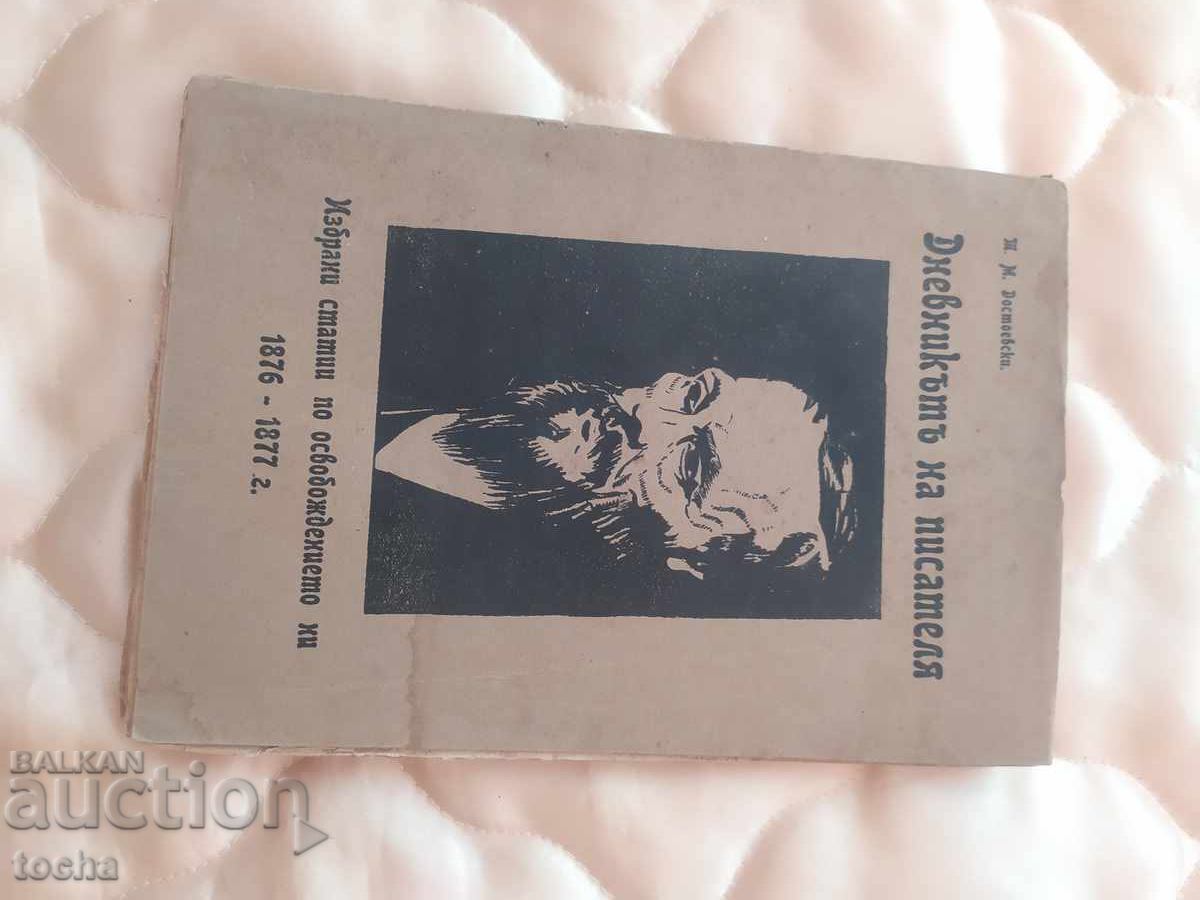 Т. М. Достоевски.
Дневникътъ на писателя
Избрани статии по освобождението ни
1876 - 1877 г.
BALKAN
auction
tocha